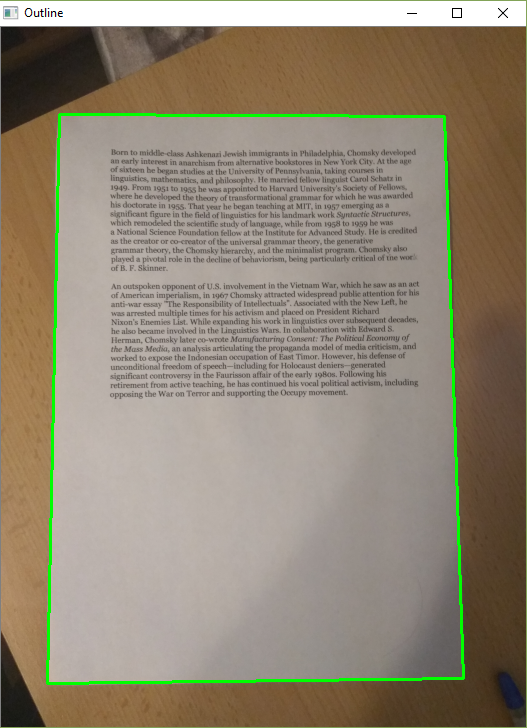 Outline
Born to middle-class Ashkenazi Jewish immigrants in Philadelphia, Chomsky developed
an early interest in anarchism from alternative bookstores in New York City. At the age
of sixteen he began studies at the University of Pennsylvania, taking courses in
linguistics, mathematics, and philosophy. He married fellow linguist Carol Schatz in
1949. From 1951 to 1955 he was appointed to Harvard University's Society of Fellows,
where he developed the theory of transformational grammar for which he was awarded
his doctorate in 1955. That year he began teaching at MIT, in 1957 emerging as a
significant figure in the field of linguistics for his landmark work Syntactic Structures,
which remodeled the scientific study of language, while from 1958 to 1959 he was
a National Science Foundation fellow at the Institute for Advanced Study. He is credited
as the creator or co-creator of the universal grammar theory, the generative
grammar theory, the Chomsky hierarchy, and the minimalist program. Chomsky also
played a pivotal role in the decline of behaviorism, being particularly critical of the work
of B. F. Skinner.
An outspoken opponent of U.S. involvement in the Vietnam War, which he saw as an act
of American imperialism, in 1967 Chomsky attracted widespread public attention for his
anti-war essay "The Responsibility of Intellectuals". Associated with the New Left, he
was arrested multiple times for his activism and placed on President Richard
Nixon's Enemies List. While expanding his work in linguistics over subsequent decades,
he also became involved in the Linguistics Wars. In collaboration with Edward S.
Herman, Chomsky later co-wrote Manufacturing Consent: The Political Economy of
the Mass Media, an analysis articulating the propaganda model of media criticism, and
worked to expose the Indonesian occupation of East Timor. However, his defense of
unconditional freedom of speech—including for Holocaust deniers—generated
significant controversy in the Faurisson affair of the early 1980s. Following his
retirement from active teaching, he has continued his vocal political activism, including
opposing the War on Terror and supporting the Occupy movement.